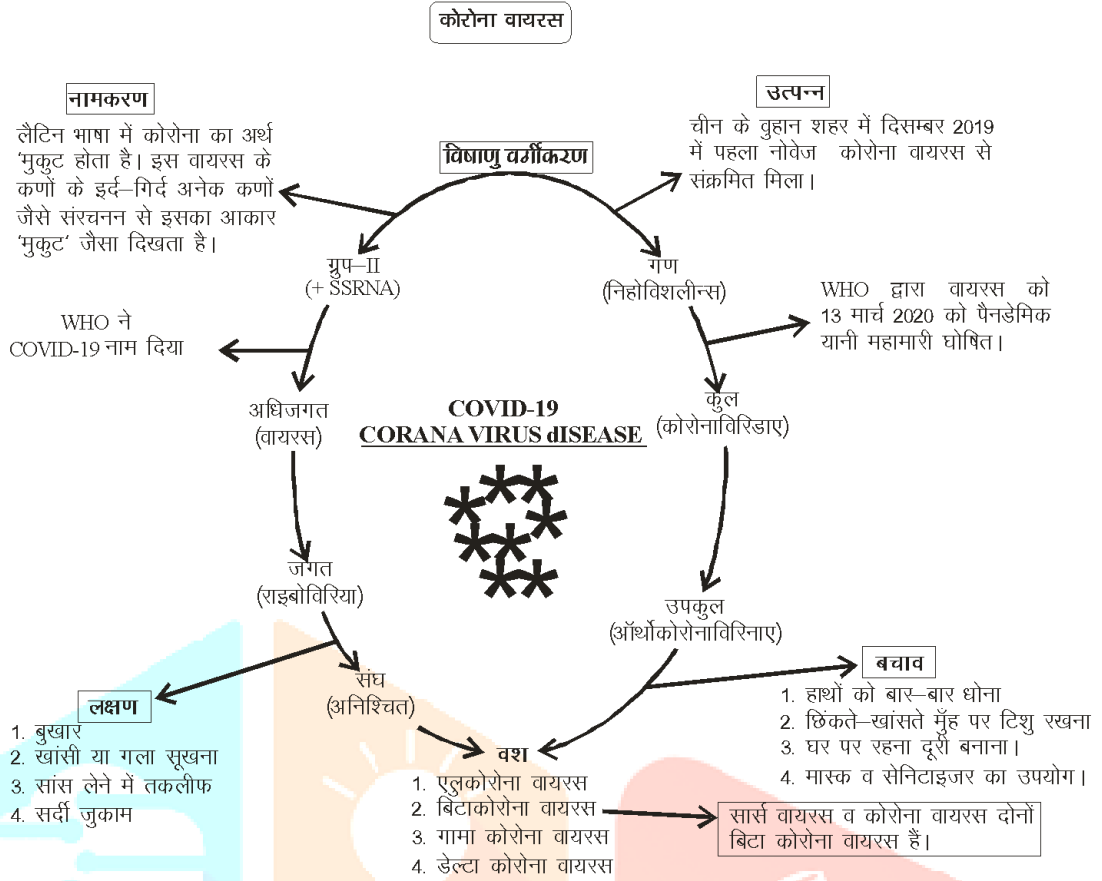 कोरोना वायरस
नामकरण
लैटिन भाषा में कोरोना का अर्थ
'मुकुट होता है। इस वायरस के
कणों के इर्द–गिर्द अनेक कणों
जैसे संरचनन से इसका आकार
'मुकुट' जैसा दिखता है।
उत्पन्न
चीन के वुहान शहर में दिसम्बर 2019
में पहला नोवेज कोरोना वायरस से
संक्रमित मिला।
विषाणु वर्गीकरण
ग्रुप–II
(+ SSRNA)
गण
(निहोविशलीन्स)
WHO ने
COVID-19 नाम दिया
WHO द्वारा वायरस को
13 मार्च 2020 को पैनडेमिक
यानी महामारी घोषित।
अधिजगत
(वायरस)
COVID-19
CORANA VIRUS dISEASE
कुल
(कोरोनाविरिडाए)
जगत
(राइबोविरिया)
उपकुल
(ऑर्थोकोरोनाविरिनाए)
संघ
(अनिश्चित)
लक्षण
1. बुखार
2. खांसी या गला सूखना
3. सांस लेने में तकलीफ
4. सर्दी जुकाम
बचाव
1. हाथों को बार–बार धोना
2. छिंकते–खांसते मुँह पर टिशु रखना
3. घर पर रहना दूरी बनाना।
4. मास्क व सेनिटाइजर का उपयोग।
वश
1. एलुकोरोना वायरस
2. बिटाकोरोना वायरस
3. गामा कोरोना वायरस
4. डेल्टा कोरोना वायरस
सार्स वायरस व कोरोना वायरस दोनों
बिटा कोरोना वायरस हैं।